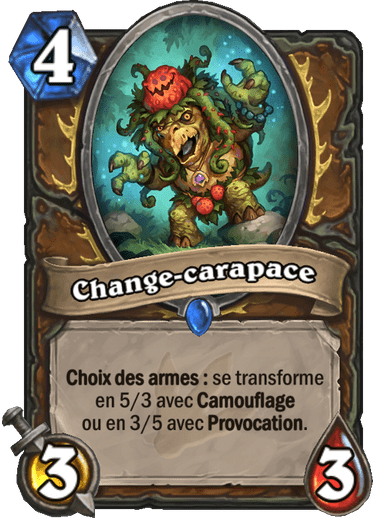 4
Change-carapace
Choix des armes : se transforme
en 5/3 avec Camouflage
ou en 3/5 avec Provocation.
3
3